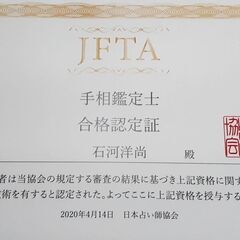 JFTA
手相鑑定士
合格認定証
石河洋尚 殿
者は当協会の規定する審査の結果に基づき上記資格に関す
技術を有すると認定された。よってここに上記資格を授与する
2020年4月14日 日本占い師協会
協会